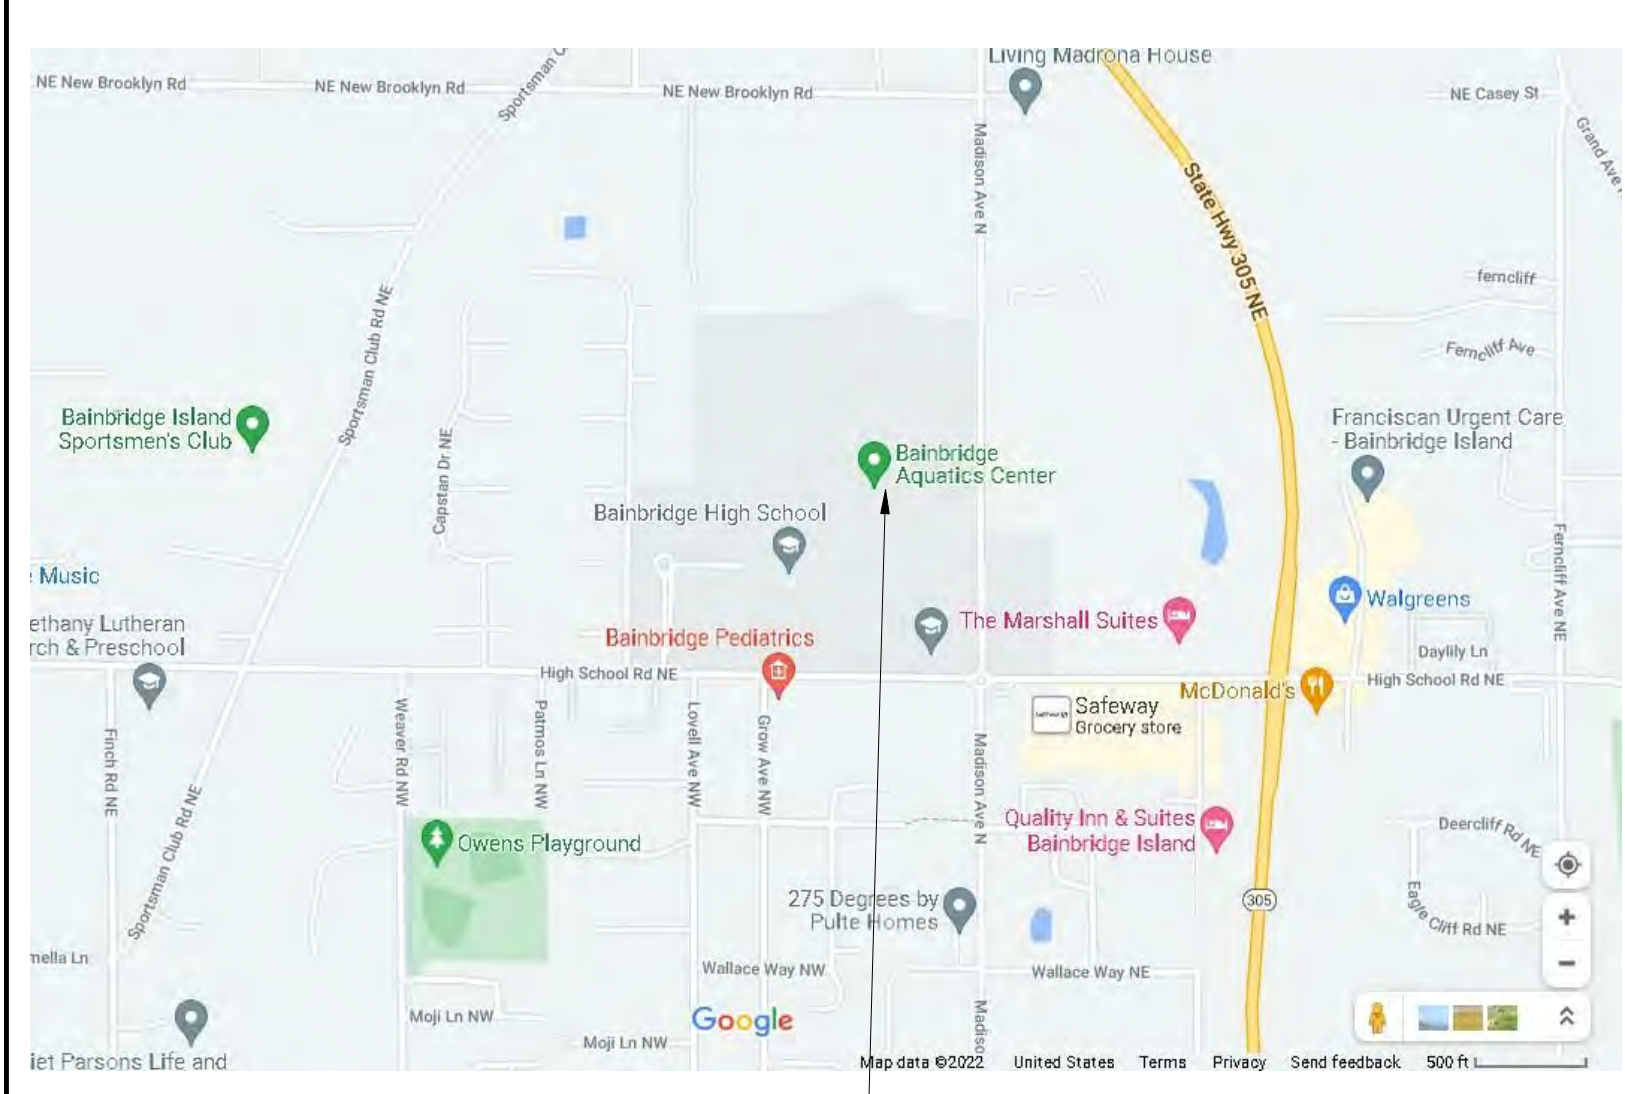 Living Madrona House
NE New Brooklyn Rd
NE New Brooklyn Rd
Sportsman C
NE New Brooklyn Rd
NE Casey St
Madison Ave N
Grand Ave
State Hwy 305 NE
ferncliff
Ferncliff Ave
Sportsman Club Rd NE
Bainbridge Island
Sportsmen's Club
Franciscan Urgent Care
- Bainbridge Island
Capstan Dr NE
Bainbridge
Aquatics Center
Bainbridge High School
Ferncliff Ave NE
Music
Walgreens
ethany Lutheran
rch & Preschool
The Marshall Suites
Bainbridge Pediatrics
Daylily Ln
High School Rd NE
High School Rd NE
McDonald's
Safeway
Grocery store
Finch Rd NE
Weaver Rd NW
Patmos Ln NW
Lovell Ave NW
Grow Ave NW
Madison Ave N
Sportsman Club Rd NE
Owens Playground
Quality Inn & Suites
Bainbridge Island
Deercliff Rd NE
275 Degrees by
Pulte Homes
305
Eagle Cliff Rd NE
nella Ln
Wallace Way NW
Wallace Way NE
Moji Ln NW
Google
Madiso
Moji Ln NW
iet Parsons Life and
Map data ©2022 United States Terms Privacy Send feedback 500 ft